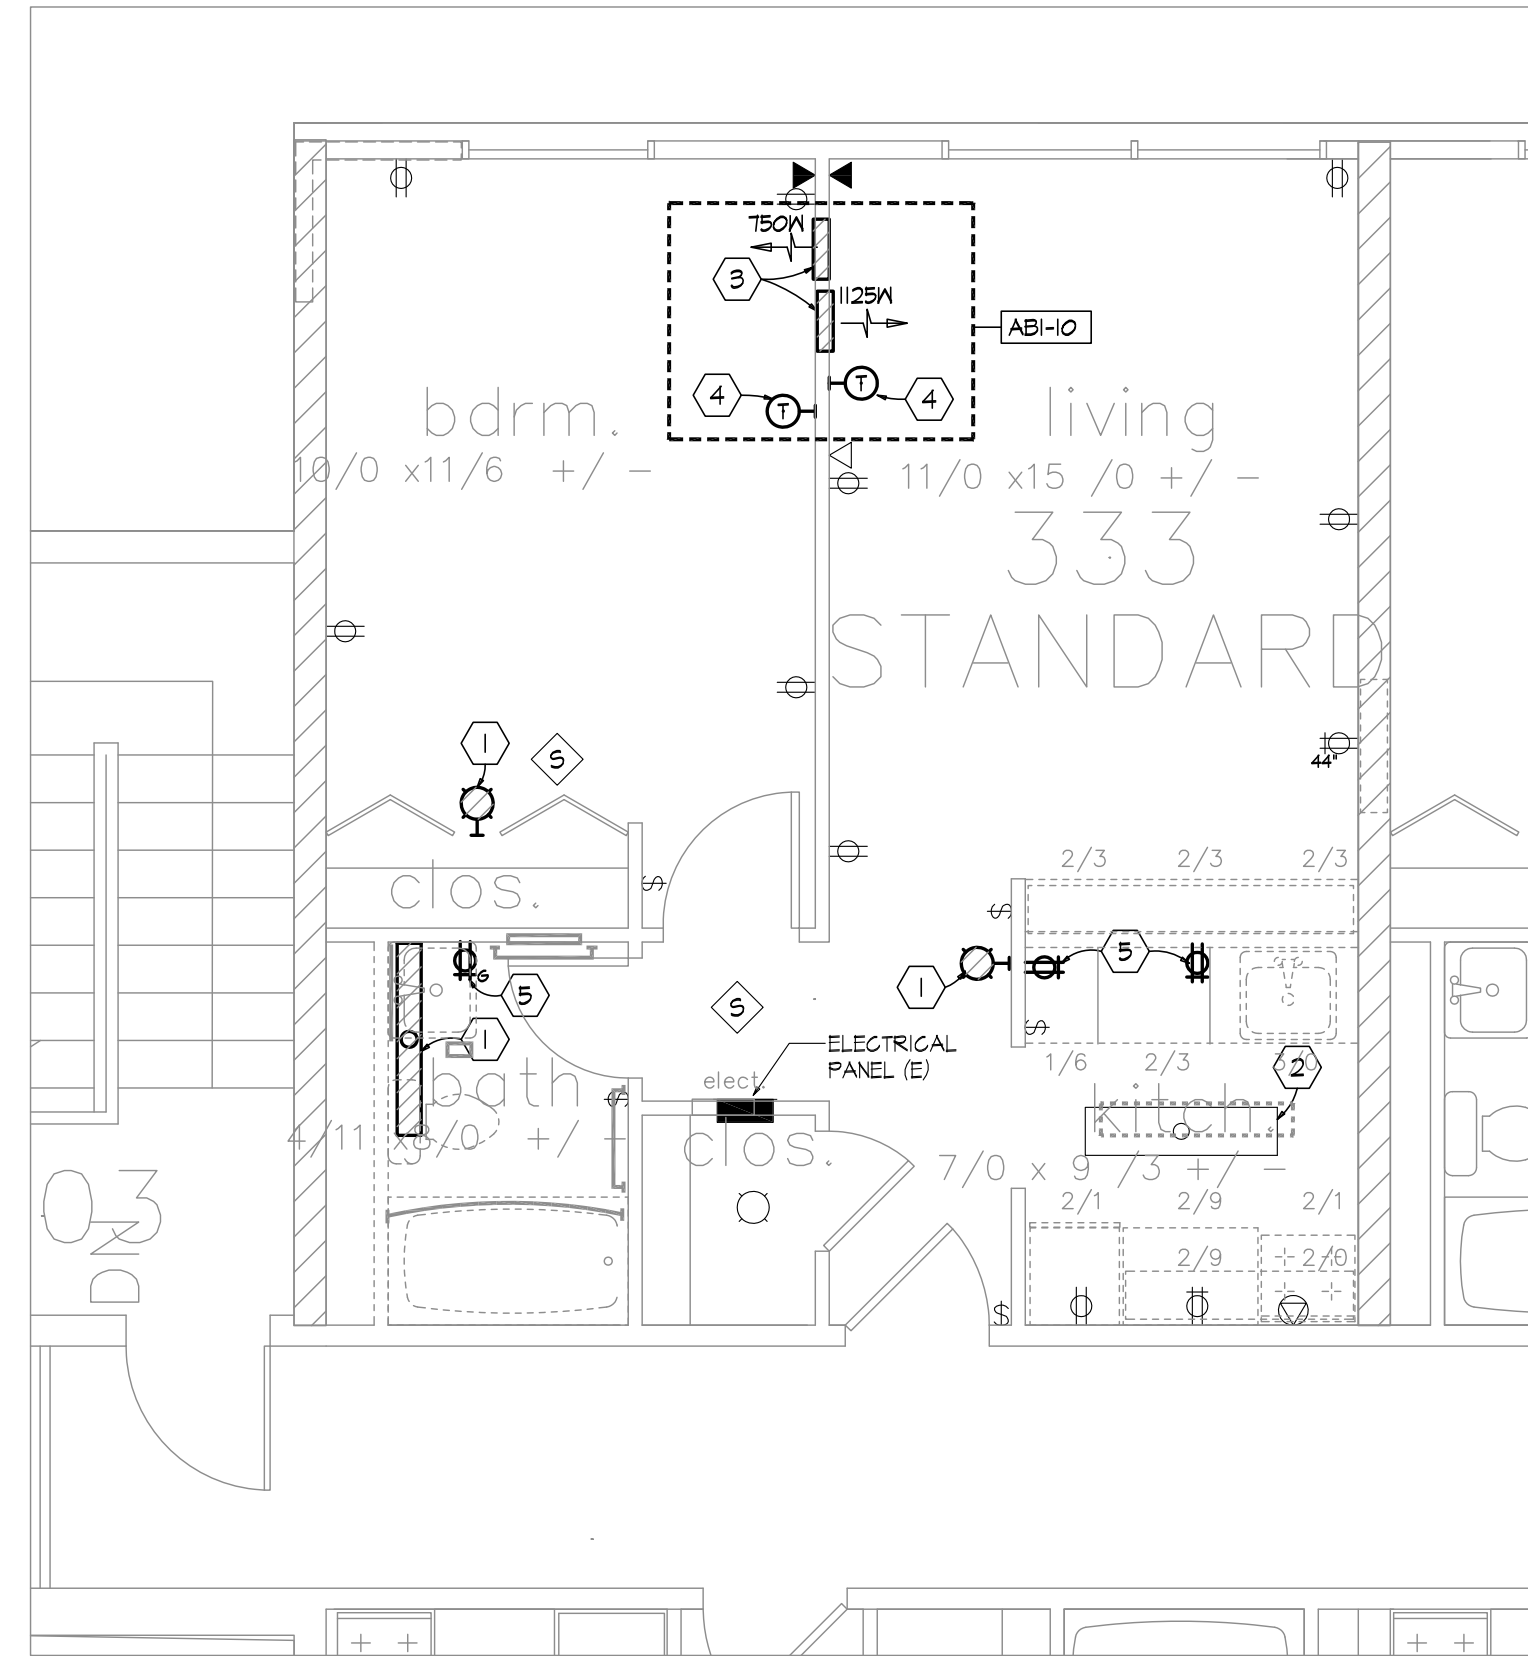 750W
3
1125W
AB1-10
4
T
T
4
bdrm.
living
10/0 x11/6 +/ -
11/0 x15 /0 +/ -
333
STANDARD
1
S
44"
2/3
2/3
2/3
clos.
$
$
5
G
5
1
1
S
$
ELECTRICAL
PANEL (E)
1/6
2/3
3/0
2
elect.
bath
$
kitch.
4/11 x8/0 +/ -
clos.
7/0 x 9 /3 +/ -
2/1
2/9
2/1
2/9
2/0
$